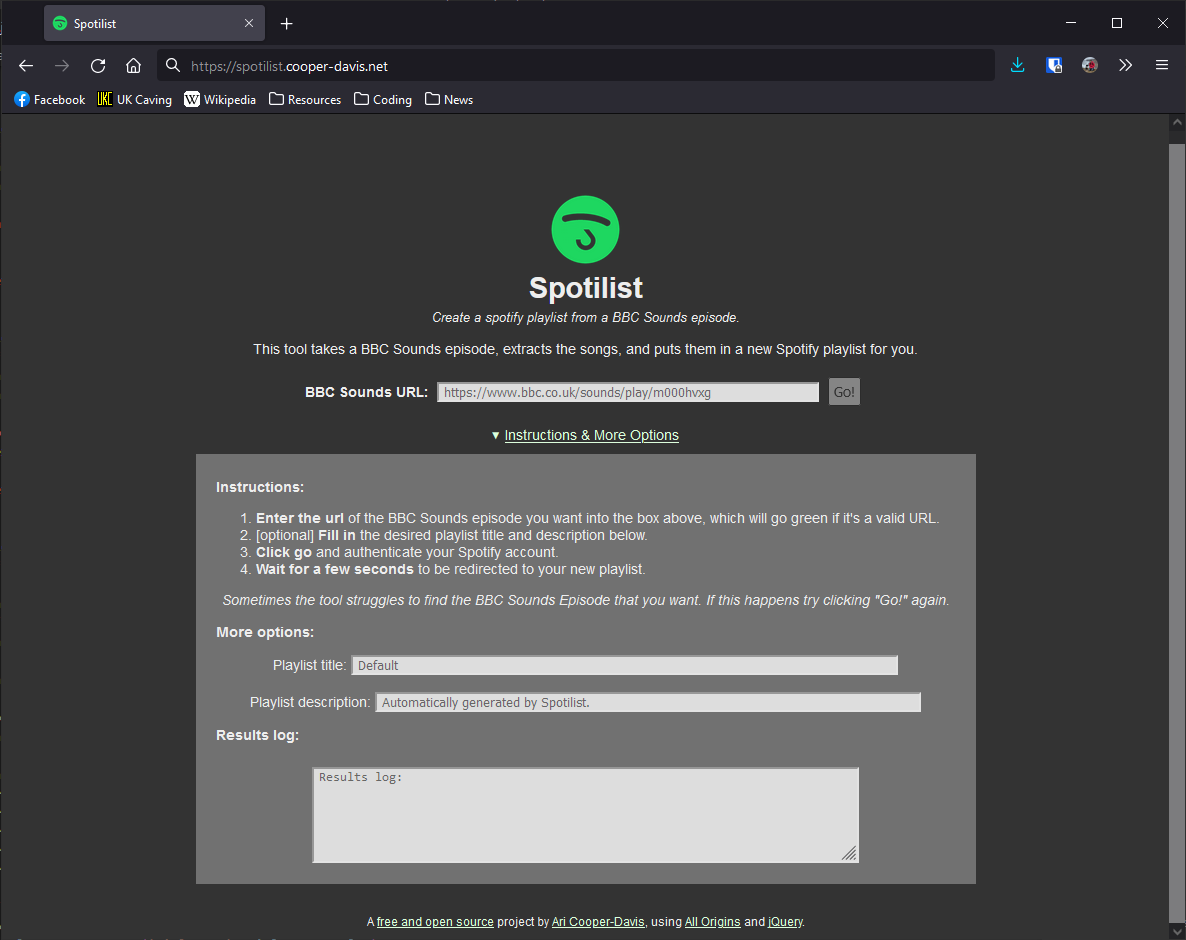 Spotilist
https://spotilist.cooper-davis.net
Facebook UKC UK Caving W Wikipedia Resources Coding News
Spotilist
Create a spotify playlist from a BBC Sounds episode.
This tool takes a BBC Sounds episode, extracts the songs, and puts them in a new Spotify playlist for you.
BBC Sounds URL: https://www.bbc.co.uk/sounds/play/m000hvxg Go!
▼ Instructions & More Options
Instructions:
1. Enter the url of the BBC Sounds episode you want into the box above, which will go green if it's a valid URL.
2. [optional] Fill in the desired playlist title and description below.
3. Click go and authenticate your Spotify account.
4. Wait for a few seconds to be redirected to your new playlist.
Sometimes the tool struggles to find the BBC Sounds Episode that you want. If this happens try clicking "Go!" again.
More options:
Playlist title: Default
Playlist description: Automatically generated by Spotilist.
Results log:
Results log:
A free and open source project by Ari Cooper-Davis, using All Origins and jQuery.